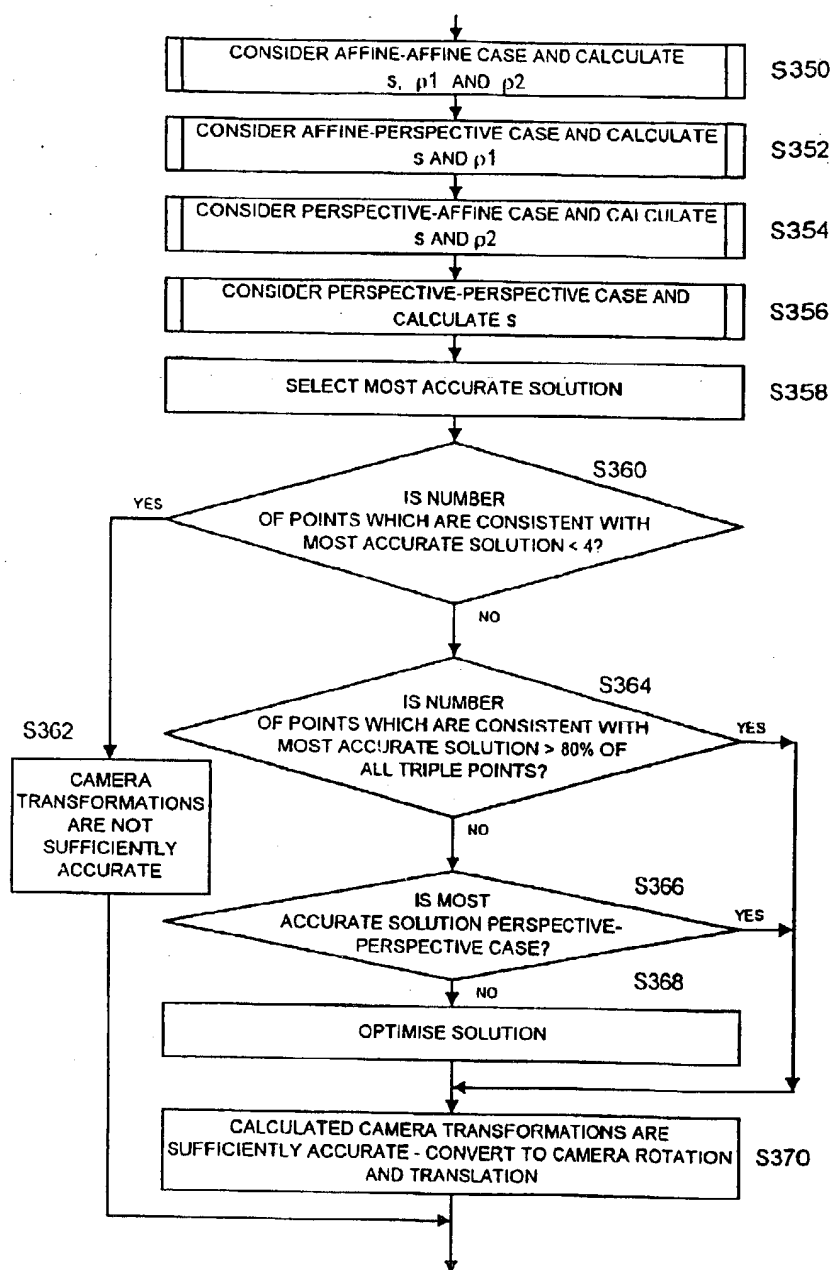 CONSIDER AFFINE-AFFINE CASE AND CALCULATE
s, ρ1 AND ρ2
S350
CONSIDER AFFINE-PERSPECTIVE CASE AND CALCULATE
s AND ρ1
S352
CONSIDER PERSPECTIVE-AFFINE CASE AND CALCULATE
s AND ρ2
S354
CONSIDER PERSPECTIVE-PERSPECTIVE CASE AND
CALCULATE s
S356
SELECT MOST ACCURATE SOLUTION
S358
S360
YES
IS NUMBER
OF POINTS WHICH ARE CONSISTENT WITH
MOST ACCURATE SOLUTION < 4?
NO
S364
IS NUMBER
OF POINTS WHICH ARE CONSISTENT WITH
MOST ACCURATE SOLUTION > 80% OF
ALL TRIPLE POINTS?
YES
S362
CAMERA
TRANSFORMATIONS
ARE NOT
SUFFICIENTLY
ACCURATE
NO
S366
IS MOST
ACCURATE SOLUTION PERSPECTIVE-
PERSPECTIVE CASE?
YES
NO
S368
OPTIMISE SOLUTION
CALCULATED CAMERA TRANSFORMATIONS ARE
SUFFICIENTLY ACCURATE - CONVERT TO CAMERA ROTATION
AND TRANSLATION
S370